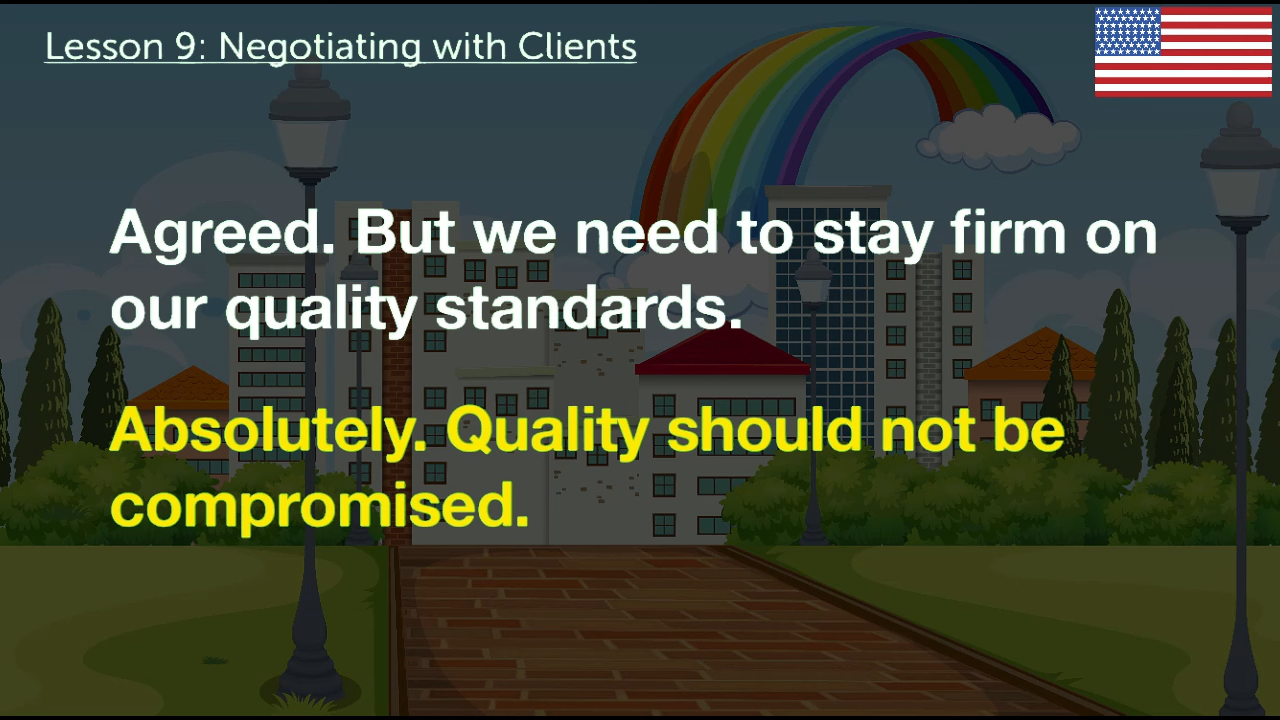 Lesson 9: Negotiating with Clients
Agreed. But we need to stay firm on
our quality standards.
Absolutely. Quality should not be
compromised.